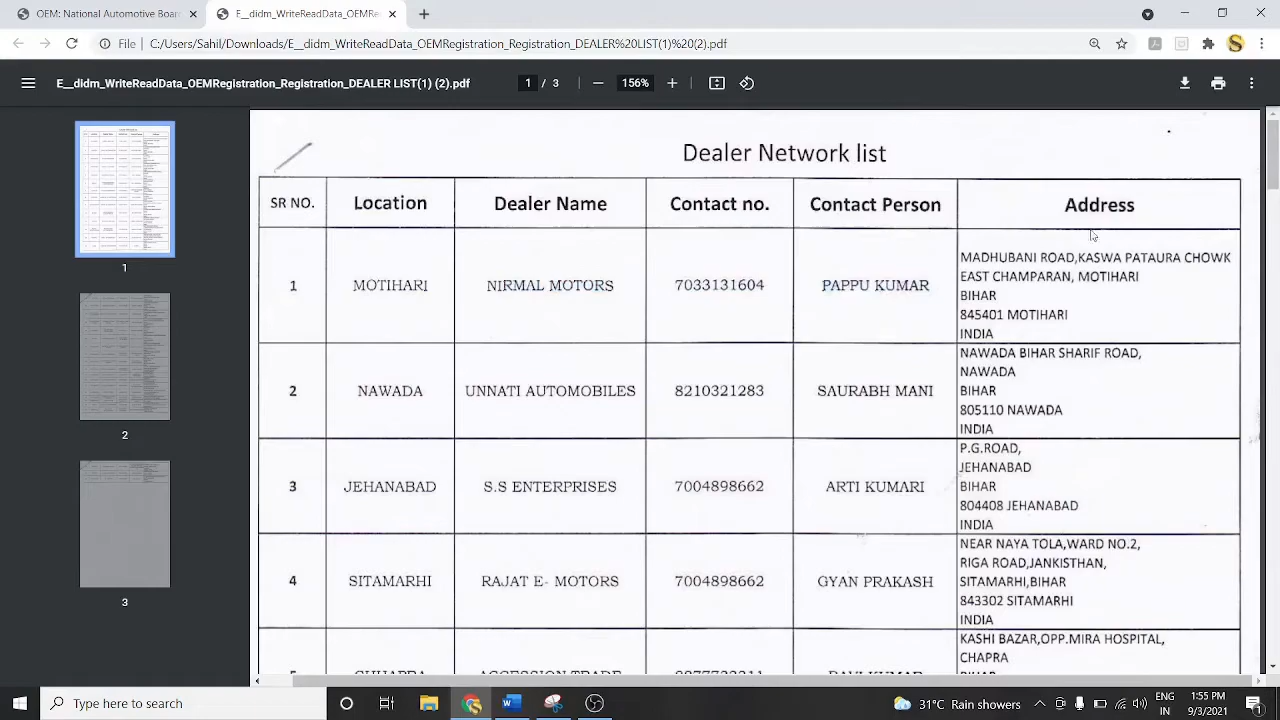 OEM: National Automotive Board
E__didm_WriteReadData_OEMRegis
File | C:/Users/Sahil/Downloads/E__didm_WriteReadData_OEMRegistration_Registration_DEALER%20LIST(1)%20(2).pdf
E__didm_WriteReadData_OEMRegistration_Registration_DEALER LIST(1) (2).pdf
1 / 3
156%
1
2
3
Dealer Network list
SR NO. Location Dealer Name Contact no. Contact Person Address
1 MOTIHARI NIRMAL MOTORS 7033131604 PAPPU KUMAR
MADHUBANI ROAD,KASWA PATAURA CHOWK
EAST CHAMPARAN, MOTIHARI
BIHAR
845401 MOTIHARI
INDIA
2 NAWADA UNNATI AUTOMOBILES 8210321283 SAURABH MANI
NAWADA BIHAR SHARIF ROAD,
NAWADA
BIHAR
805110 NAWADA
INDIA
3 JEHANABAD S.S ENTERPRISES 7004898662 ARTI KUMARI
P.G.ROAD,
JEHANABAD
BIHAR
804408 JEHANABAD
INDIA
4 SITAMARHI RAJAT E- MOTORS 7004898662 GYAN PRAKASH
NEAR NAYA TOLA,WARD NO.2,
RIGA ROAD,JANKISTHAN,
SITAMARHI,BIHAR
843302 SITAMARHI
INDIA
KASHI BAZAR,OPP.MIRA HOSPITAL,
CHAPRA
Type here to search
31°C Rain showers
IN
ENG
IN
1:55 PM
9/3/2021